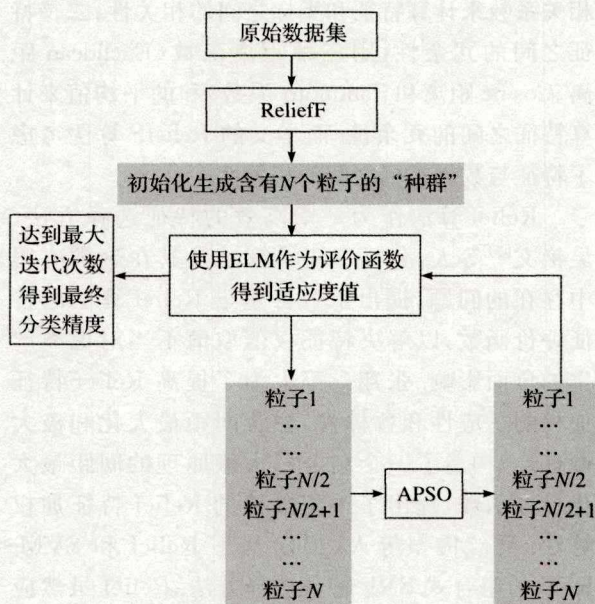 原始数据集
ReliefF
初始化生成含有N个粒子的“种群”
达到最大
迭代次数
得到最终
分类精度
使用ELM作为评价函数
得到适应度值
粒子1
...
...
粒子N/2
粒子N/2+1
...
...
粒子N
APSO
粒子1
...
...
粒子N/2
粒子N/2+1
...
...
粒子N